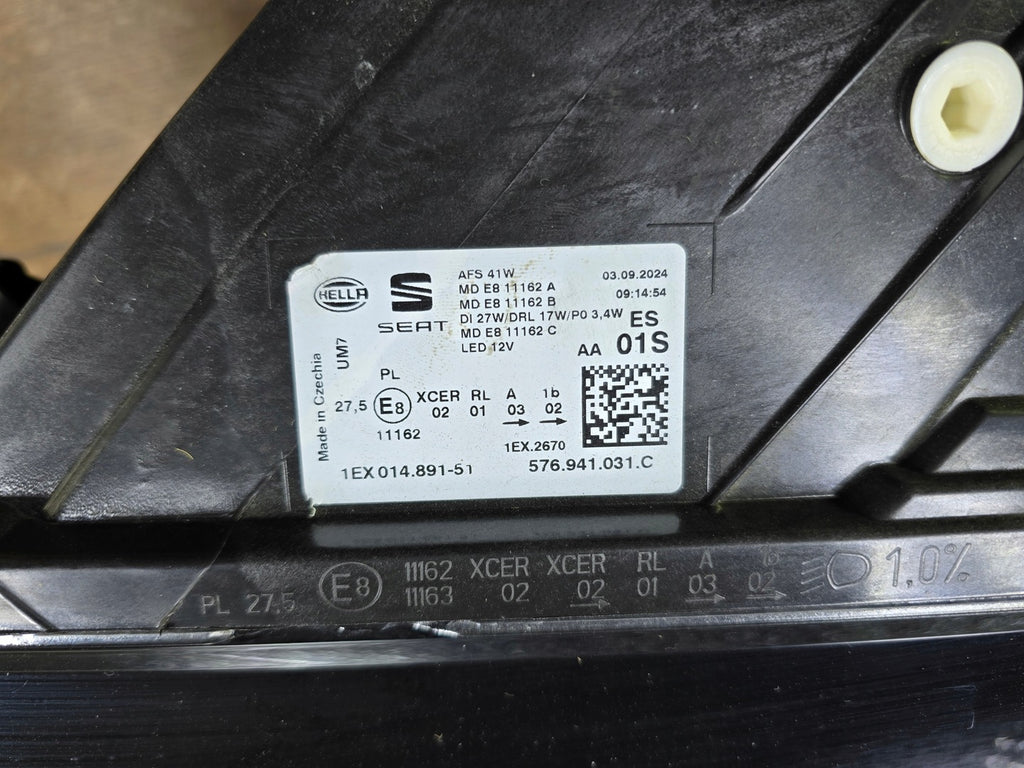 HELLA
SEAT
AFS 41W
MD E8 11162 A
MD E8 11162 B
DI 27W/DRL 17W/PO 3,4W
MD E8 11162 C
LED 12V
03.09.2024
09:14:54
ES
AA 01S
Made in Czechia
UM7
PL
27,5 E8 XCER RL A 1b
02 01 03 02
11162
1EX.2670
1EX 014.891-51
576.941.031.C
11162 XCER XCER RL A 1b
PL 27.5 E8 11163 02 02 01 03 02 1,0%